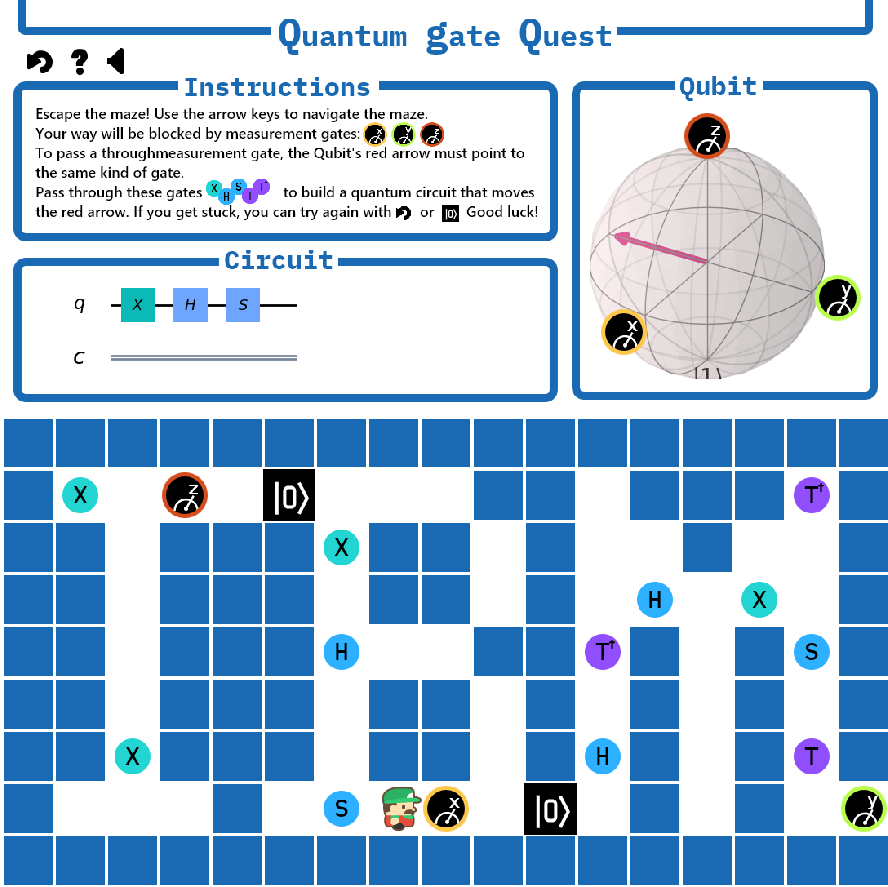 Quantum gate Quest
Instructions
Escape the maze! Use the arrow keys to navigate the maze.
Your way will be blocked by measurement gates: x y z
To pass a throughmeasurement gate, the Qubit's red arrow must point to
the same kind of gate.
Pass through these gates X H S T T† to build a quantum circuit that moves
the red arrow. If you get stuck, you can try again with or |0⟩ Good luck!
Qubit
z
y
x
|1⟩
Circuit
q X H S
c
X z |0⟩ T†
X
H X
H T† S
X H T
S x |0⟩ y